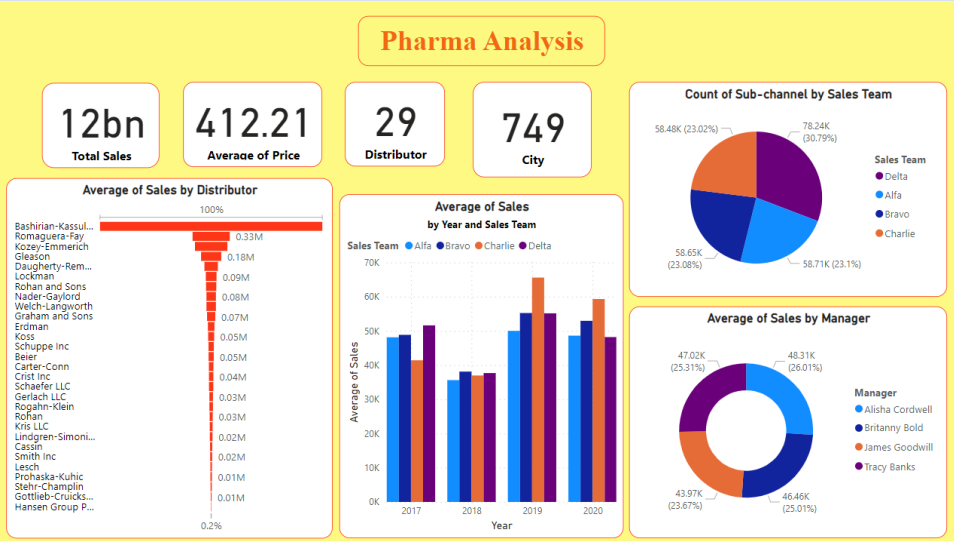 Pharma Analysis
12bn
Total Sales
412.21
Average of Price
29
Distributor
749
City
Average of Sales by Distributor
100%
Bashirian-Kassul...
Romaguera-Fay
0.33M
Kozey-Emmerich
Gleason
0.18M
Daugherty-Rem...
Lockman
0.09M
Rohan and Sons
Nader-Gaylord
0.08M
Welch-Langworth
Graham and Sons
0.07M
Erdman
Koss
0.05M
Schuppe Inc
Beier
0.05M
Carter-Conn
Crist Inc
0.04M
Schaefer LLC
Gerlach LLC
0.03M
Rogahn-Klein
Rohan
0.03M
Kris LLC
Lindgren-Simoni...
0.02M
Cassin
Smith Inc
0.02M
Lesch
Prohaska-Kuhic
0.01M
Stehr-Champlin
Gottlieb-Cruicks...
0.01M
Hansen Group P...
0.2%
Average of Sales
by Year and Sales Team
Sales Team Alfa Bravo Charlie Delta
70K
60K
50K
40K
30K
20K
10K
0K
Average of Sales
2017 2018 2019 2020
Year
Count of Sub-channel by Sales Team
58.48K (23.02%)
78.24K
(30.79%)
58.65K
(23.08%)
58.71K (23.1%)
Sales Team
Delta
Alfa
Bravo
Charlie
Average of Sales by Manager
47.02K
(25.31%)
48.31K
(26.01%)
43.97K
(23.67%)
46.46K
(25.01%)
Manager
Alisha Cordwell
Britanny Bold
James Goodwill
Tracy Banks